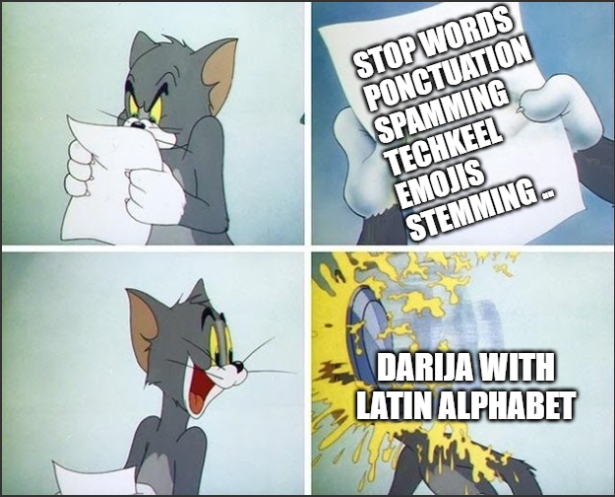 STOP WORDS
PONCTUATION
SPAMMING
TECHKEEL
EMOJIS
STEMMING ..
DARIJA WITH
LATIN ALPHABET